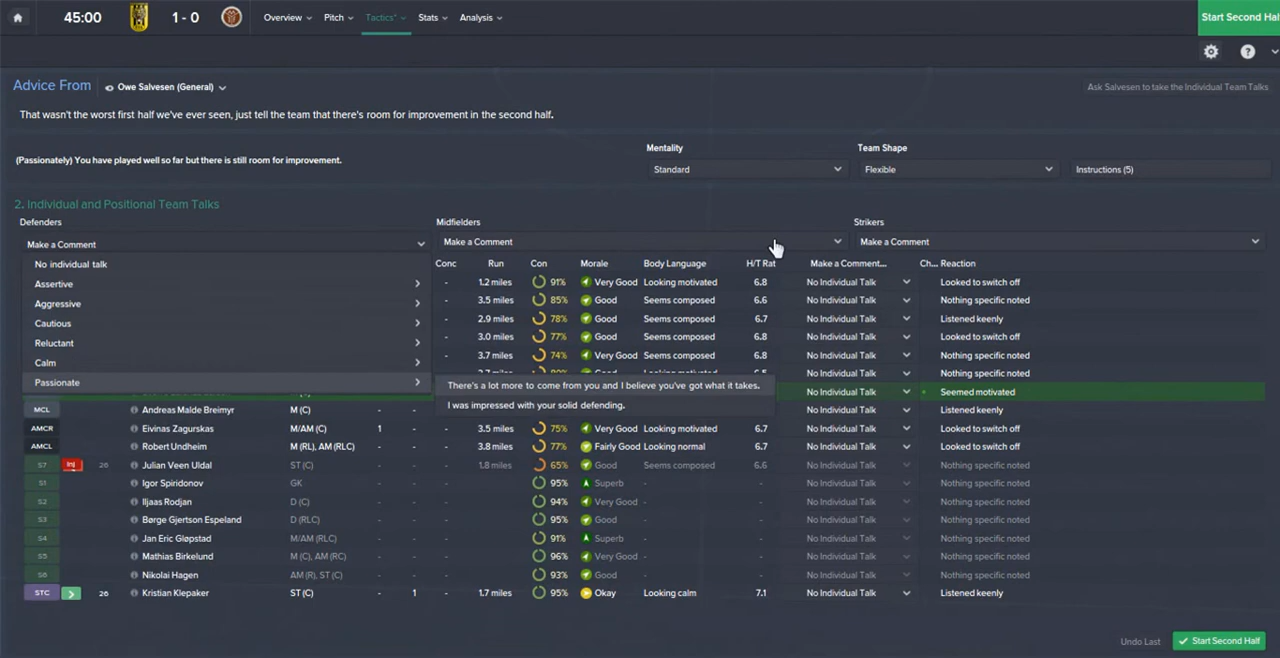 45:00 1 - 0 Overview Pitch Tactics* Stats Analysis Start Second Hal
?
Advice From Owe Salvesen (General) Ask Salvesen to take the Individual Team Talks
That wasn't the worst first half we've ever seen, just tell the team that there's room for improvement in the second half.
Mentality Team Shape
(Passionately) You have played well so far but there is still room for improvement.
Standard Flexible Instructions (5)
2. Individual and Positional Team Talks
Defenders Midfielders Strikers
Make a Comment Make a Comment Make a Comment
No individual talk Conc Run Con Morale Body Language H/T Rat Make a Comment... Ch... Reaction
Assertive - 1.2 miles 91% Very Good Looking motivated 6.8 No Individual Talk Looked to switch off
Aggressive - 3.5 miles 85% Good Seems composed 6.6 No Individual Talk Nothing specific noted
Cautious - 2.9 miles 78% Good Seems composed 6.7 No Individual Talk Listened keenly
Reluctant - 3.0 miles 77% Good Seems composed 6.8 No Individual Talk Looked to switch off
Calm - 3.7 miles 74% Very Good Seems composed 6.8 No Individual Talk Nothing specific noted
No Individual Talk Nothing specific noted
Passionate There's a lot more to come from you and I believe you've got what it takes. No Individual Talk Seemed motivated
I was impressed with your solid defending.
MCL Andreas Malde Breimyr M (C) No Individual Talk Listened keenly
AMCR Eivinas Zagurskas M/AM (C) 1 - - 3.5 miles 75% Very Good Looking motivated 6.7 No Individual Talk Looked to switch off
AMCL Robert Undheim M (RL), AM (RLC) - - - 3.8 miles 77% Fairly Good Looking normal 6.7 No Individual Talk Looked to switch off
S7 Inj 20 Julian Veen Uldal ST (C) - - - 1.8 miles 65% Good Seems composed 6.6 No Individual Talk Nothing specific noted
S1 Igor Spiridonov GK - - - - 95% Superb - - No Individual Talk Nothing specific noted
S2 Iljaas Rodjan D (C) - - - - 94% Very Good - - No Individual Talk Nothing specific noted
S3 Børge Gjertson Espeland D (RLC) - - - - 95% Good - - No Individual Talk Nothing specific noted
S4 Jan Eric Gløpstad M/AM (RL) - - - - 91% Superb - - No Individual Talk Nothing specific noted
S5 Mathias Birkelund M (C), AM (RC) - - - - 96% Very Good - - No Individual Talk Nothing specific noted
S6 Nikolai Hagen AM (R), ST (C) - - - - 93% Good - - No Individual Talk Nothing specific noted
STC 26 Kristian Klepaker ST (C) - 1 - 1.7 miles 95% Okay Looking calm 7.1 No Individual Talk Listened keenly
Undo Last Start Second Half